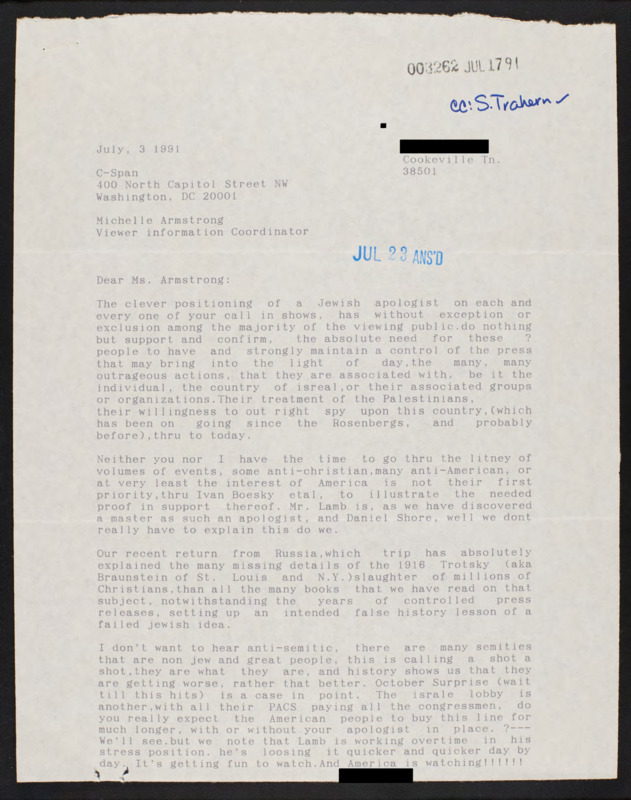 003262 JUL 1791
cc: S. Trahern
July, 3 1991
Cookeville Tn.
38501
C-Span
400 North Capitol Street NW
Washington, DC 20001
Michelle Armstrong
Viewer information Coordinator
JUL 23 ANS'D
Dear Ms. Armstrong:
The clever positioning of a Jewish apologist on each and
every one of your call in shows, has without exception or
exclusion among the majority of the viewing public.do nothing
but support and confirm, the absolute need for these ?
people to have and strongly maintain a control of the press
that may bring into the light of day,the many, many
outrageous actions, that they are associated with, be it the
individual, the country of isreal,or their associated groups
or organizations.Their treatment of the Palestinians,
their willingness to out right spy upon this country,(which
has been on going since the Rosenbergs, and probably
before),thru to today.
Neither you nor I have the time to go thru the litney of
volumes of events, some anti-christian,many anti-American, or
at very least the interest of America is not their first
priority,thru Ivan Boesky etal, to illustrate the needed
proof in support thereof. Mr. Lamb is, as we have discovered
a master as such an apologist, and Daniel Shore, well we dont
really have to explain this do we.
Our recent return from Russia,which trip has absolutely
explained the many missing details of the 1916 Trotsky (aka
Braunstein of St. Louis and N.Y.)slaughter of millions of
Christians,than all the many books that we have read on that
subject, notwithstanding the years of controlled press
releases, setting up an intended false history lesson of a
failed jewish idea.
I don't want to hear anti-semitic, there are many semities
that are non jew and great people, this is calling a shot a
shot,they are what they are, and history shows us that they
are getting worse, rather that better. October Surprise (wait
till this hits) is a case in point. The israle lobby is
another,with all their PACS paying all the congressmen, do
you really expect the American people to buy this line for
much longer, with or without your apologist in place. ?---
We'll see.but we note that Lamb is working overtime in his
stress position. he's loosing it quicker and quicker day by
day. It's getting fun to watch.And America is watching!!!!!!